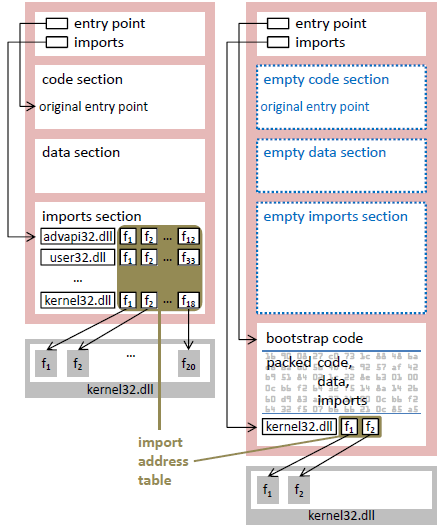 entry point
imports
code section
original entry point
data section
imports section
advapi32.dll f1 f2 ... f12
user32.dll f1 f2 ... f33
...
kernel32.dll f1 f2 ... f18
f1 f2 ... f20
kernel32.dll
import
address
table
entry point
imports
empty code section
original entry point
empty data section
empty imports section
bootstrap code
packed code,
data,
imports
kernel32.dll f1 f2
f1 f2
kernel32.dll